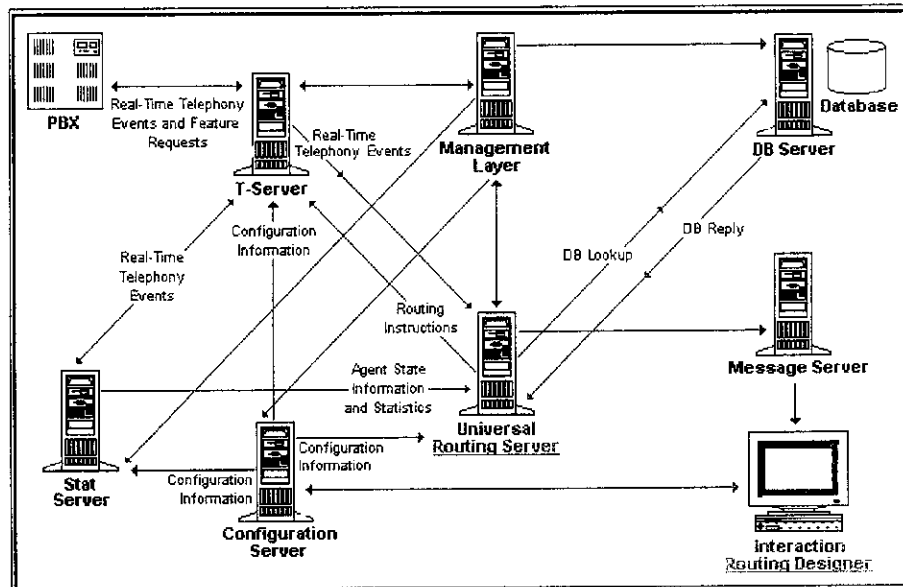 PBX
Real-Time Telephony
Events and Feature
Requests
T-Server
Real-Time
Telephony Events
Management
Layer
DB Server
Database
Configuration
Information
Real-Time
Telephony
Events
DB Lookup
DB Reply
Routing
Instructions
Message Server
Agent State
Information
and Statistics
Universal
Routing Server
Stat
Server
Configuration
Information
Configuration
Information
Configuration
Server
Interaction
Routing Designer